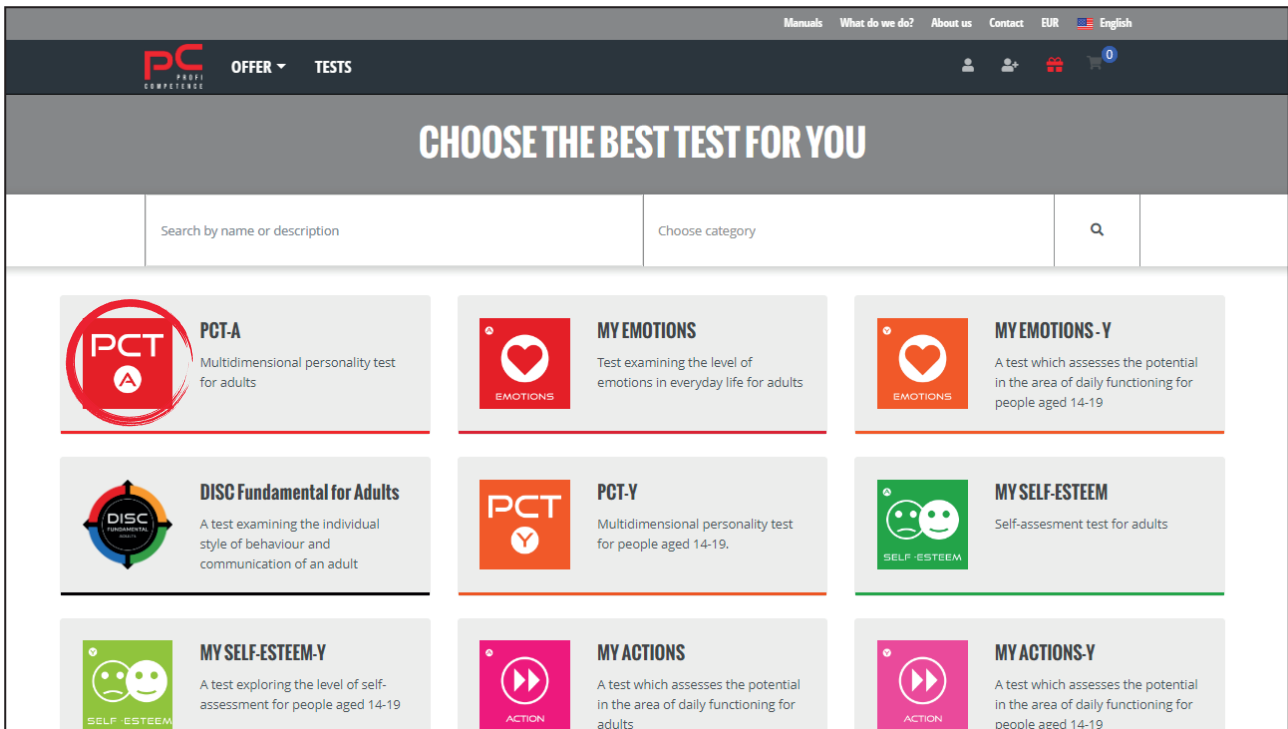 Manuals What do we do? About us Contact EUR English
PC
PROFI
COMPETENCE
OFFER TESTS
0
CHOOSE THE BEST TEST FOR YOU
Search by name or description
Choose category
PCT
A
PCT-A
Multidimensional personality test
for adults
A
EMOTIONS
MY EMOTIONS
Test examining the level of
emotions in everyday life for adults
Y
EMOTIONS
MY EMOTIONS - Y
A test which assesses the potential
in the area of daily functioning for
people aged 14-19
DISC
FUNDAMENTAL
ADULTS
DISC Fundamental for Adults
A test examining the individual
style of behaviour and
communication of an adult
PCT
Y
PCT-Y
Multidimensional personality test
for people aged 14-19.
A
SELF -ESTEEM
MY SELF-ESTEEM
Self-assesment test for adults
Y
SELF -ESTEEM
MY SELF-ESTEEM-Y
A test exploring the level of self-
assessment for people aged 14-19
A
ACTION
MY ACTIONS
A test which assesses the potential
in the area of daily functioning for
adults
Y
ACTION
MY ACTIONS-Y
A test which assesses the potential
in the area of daily functioning for
people aged 14-19